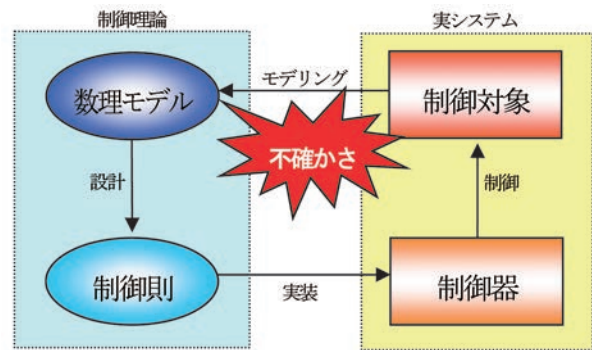 制御理論
実システム
数理モデル
モデリング
制御対象
不確かさ
設計
制御
制御則
実装
制御器